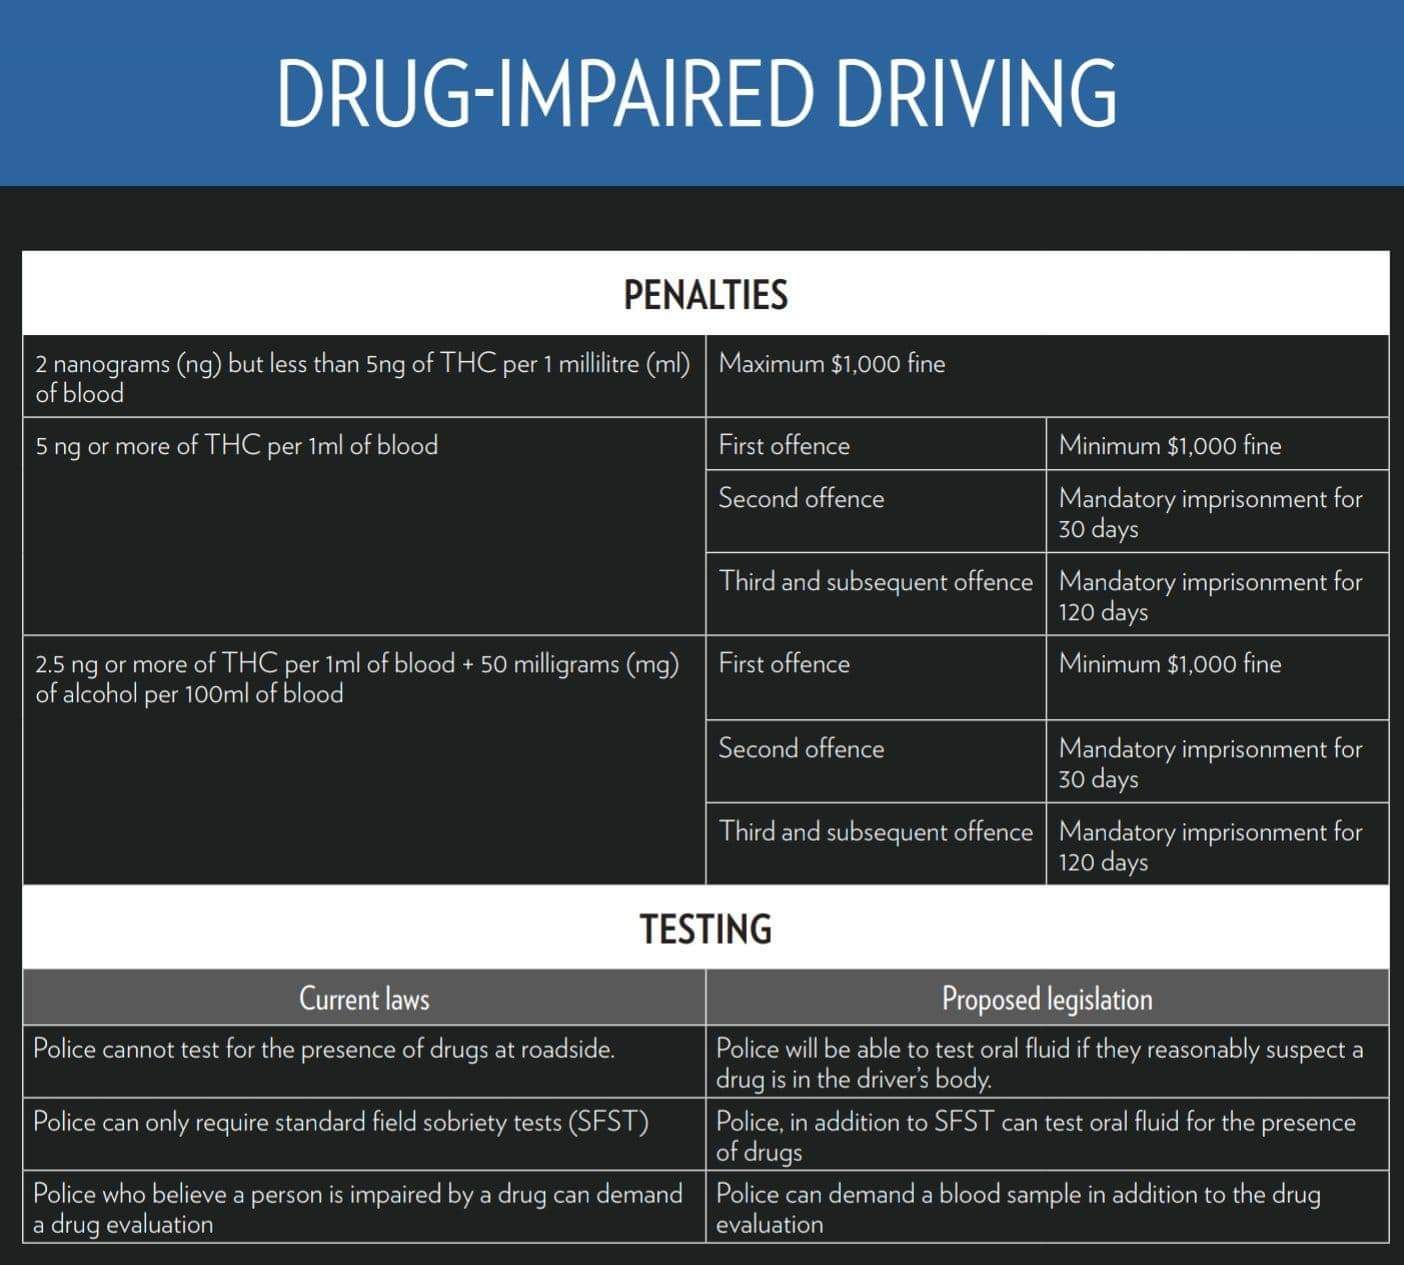 DRUG-IMPAIRED DRIVING
PENALTIES
2 nanograms (ng) but less than 5ng of THC per 1 millilitre (ml)
of blood
Maximum $1,000 fine
5 ng or more of THC per 1ml of blood
First offence
Minimum $1,000 fine
Second offence
Mandatory imprisonment for
30 days
Third and subsequent offence
Mandatory imprisonment for
120 days
2.5 ng or more of THC per 1ml of blood + 50 milligrams (mg)
of alcohol per 100ml of blood
First offence
Minimum $1,000 fine
Second offence
Mandatory imprisonment for
30 days
Third and subsequent offence
Mandatory imprisonment for
120 days
TESTING
Current laws
Proposed legislation
Police cannot test for the presence of drugs at roadside.
Police will be able to test oral fluid if they reasonably suspect a
drug is in the driver's body.
Police can only require standard field sobriety tests (SFST)
Police, in addition to SFST can test oral fluid for the presence
of drugs
Police who believe a person is impaired by a drug can demand
a drug evaluation
Police can demand a blood sample in addition to the drug
evaluation